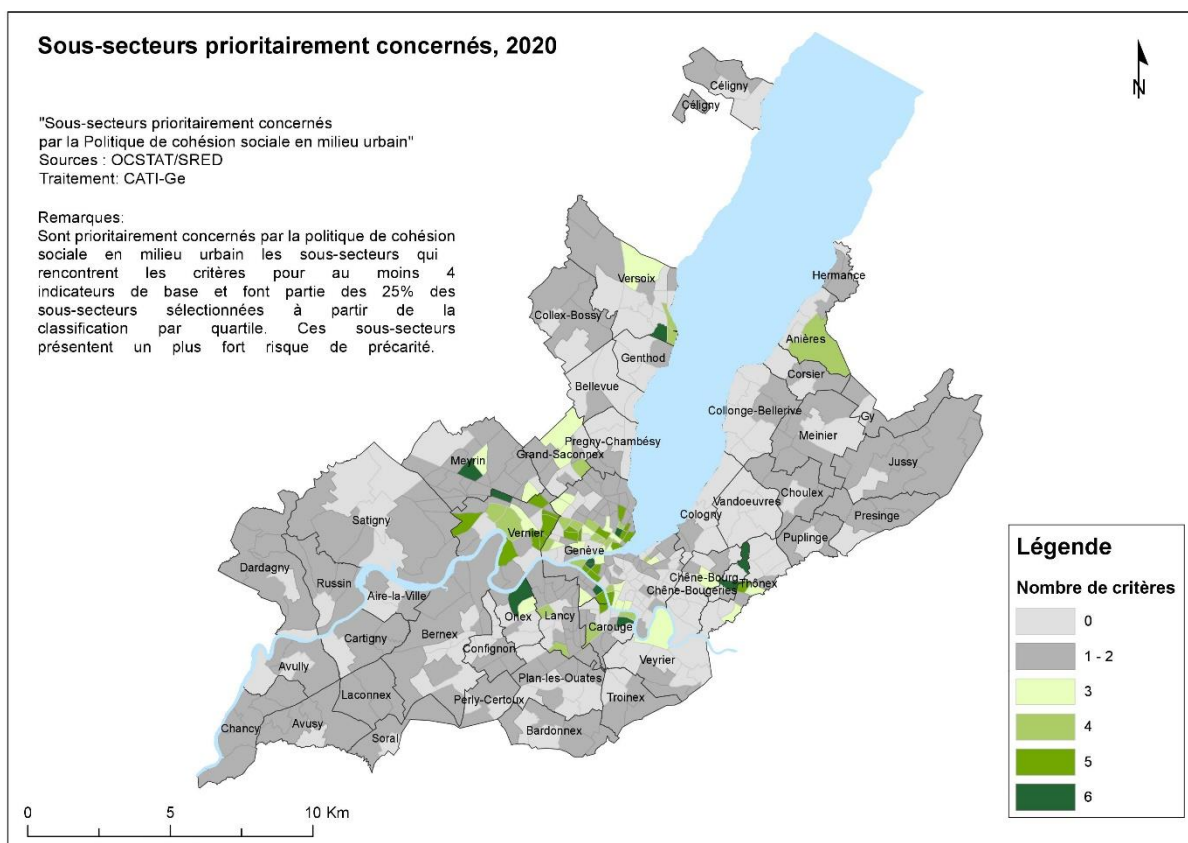 Sous-secteurs prioritairement concernés, 2020
"Sous-secteurs prioritairement concernés
par la Politique de cohésion sociale en milieu urbain"
Sources : OCSTAT/SRED
Traitement: CATI-Ge
Remarques:
Sont prioritairement concernés par la politique de cohésion
sociale en milieu urbain les sous-secteurs qui
rencontrent les critères pour au moins 4
indicateurs de base et font partie des 25% des
sous-secteurs sélectionnées à partir de la
classification par quartile. Ces sous-secteurs
présentent un plus fort risque de précarité.
N
Céligny
Céligny
Hermance
Versoix
Collex-Bossy
Anières
Genthod
Corsier
Bellevue
Collonge-Bellerive
Gy
Pregny-Chambésy
Meinier
Grand-Saconnex
Meyrin
Jussy
Choulex
Vandoeuvres
Presinge
Satigny
Cologny
Vernier
Puplinge
Genève
Dardagny
Chêne-Bourg
Thônex
Russin
Chêne-Bougeries
Aire-la-Ville
Onex
Lancy
Carouge
Cartigny
Bernex
Confignon
Veyrier
Avully
Plan-les-Ouates
Laconnex
Perly-Certoux
Troinex
Chancy
Avusy
Bardonnex
Soral
Légende
Nombre de critères
0
1 - 2
3
4
5
6
0 5 10 Km